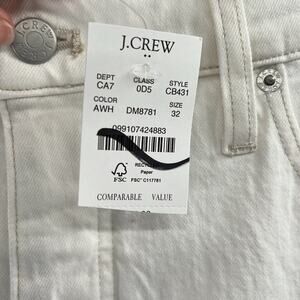 J.CREW
DEPT CLASS STYLE
CA7 0D5 CB431
COLOR SIZE
AWH DM8781 32
099107424883
Paper
FSC FSC® C117781
COMPARABLE VALUE
J.CREW